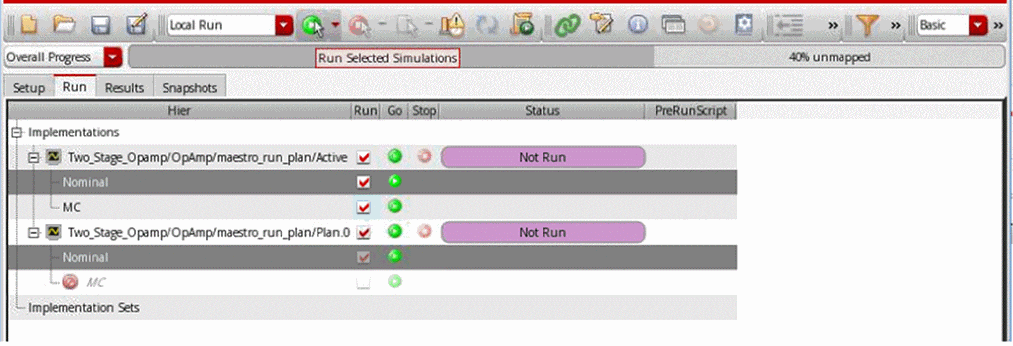 Local Run » » Basic »
Overall Progress Run Selected Simulations 40% unmapped
Setup Run Results Snapshots
Hier Run Go Stop Status PreRunScript
Implementations
Two_Stage_Opamp/OpAmp/maestro_run_plan/Active Not Run
Nominal
MC
Two_Stage_Opamp/OpAmp/maestro_run_plan/Plan.0 Not Run
Nominal
MC
Implementation Sets